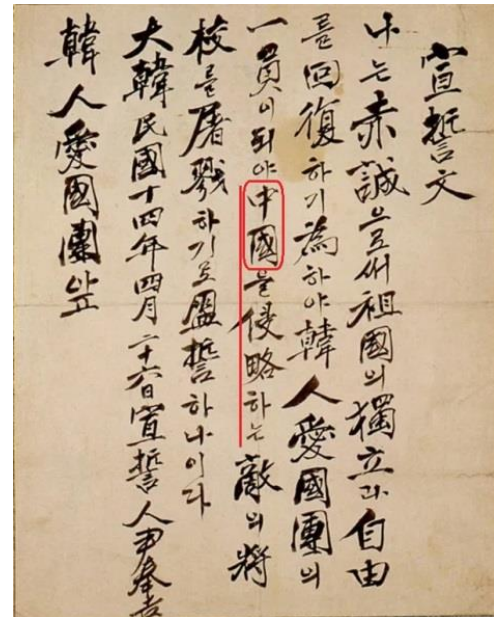 宣誓文
나는赤誠으로써祖國의獨立과自由
를回復하기爲하야韓人愛國團의
一員이되야中國을侵略하는敵의將
校를屠戮하기로盟誓하나이다
大韓民國十四年四月二十六日宣誓人尹奉吉
韓人愛國團앞